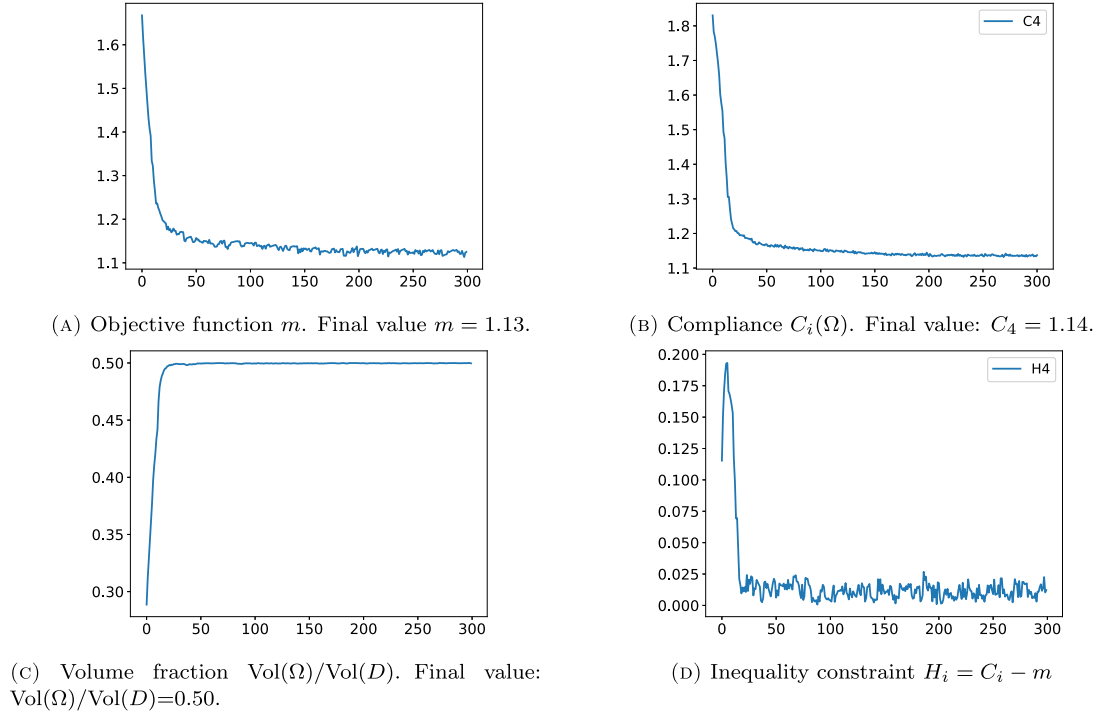 1.6
1.5
1.4
1.3
1.2
1.1
0 50 100 150 200 250 300
(A) Objective function m. Final value m = 1.13.
C4
1.8
1.7
1.6
1.5
1.4
1.3
1.2
1.1
0 50 100 150 200 250 300
(B) Compliance Ci(Ω). Final value: C4 = 1.14.
0.50
0.45
0.40
0.35
0.30
0 50 100 150 200 250 300
(C) Volume fraction Vol(Ω)/Vol(D). Final value:
Vol(Ω)/Vol(D)=0.50.
H4
0.200
0.175
0.150
0.125
0.100
0.075
0.050
0.025
0.000
0 50 100 150 200 250 300
(D) Inequality constraint Hi = Ci − m